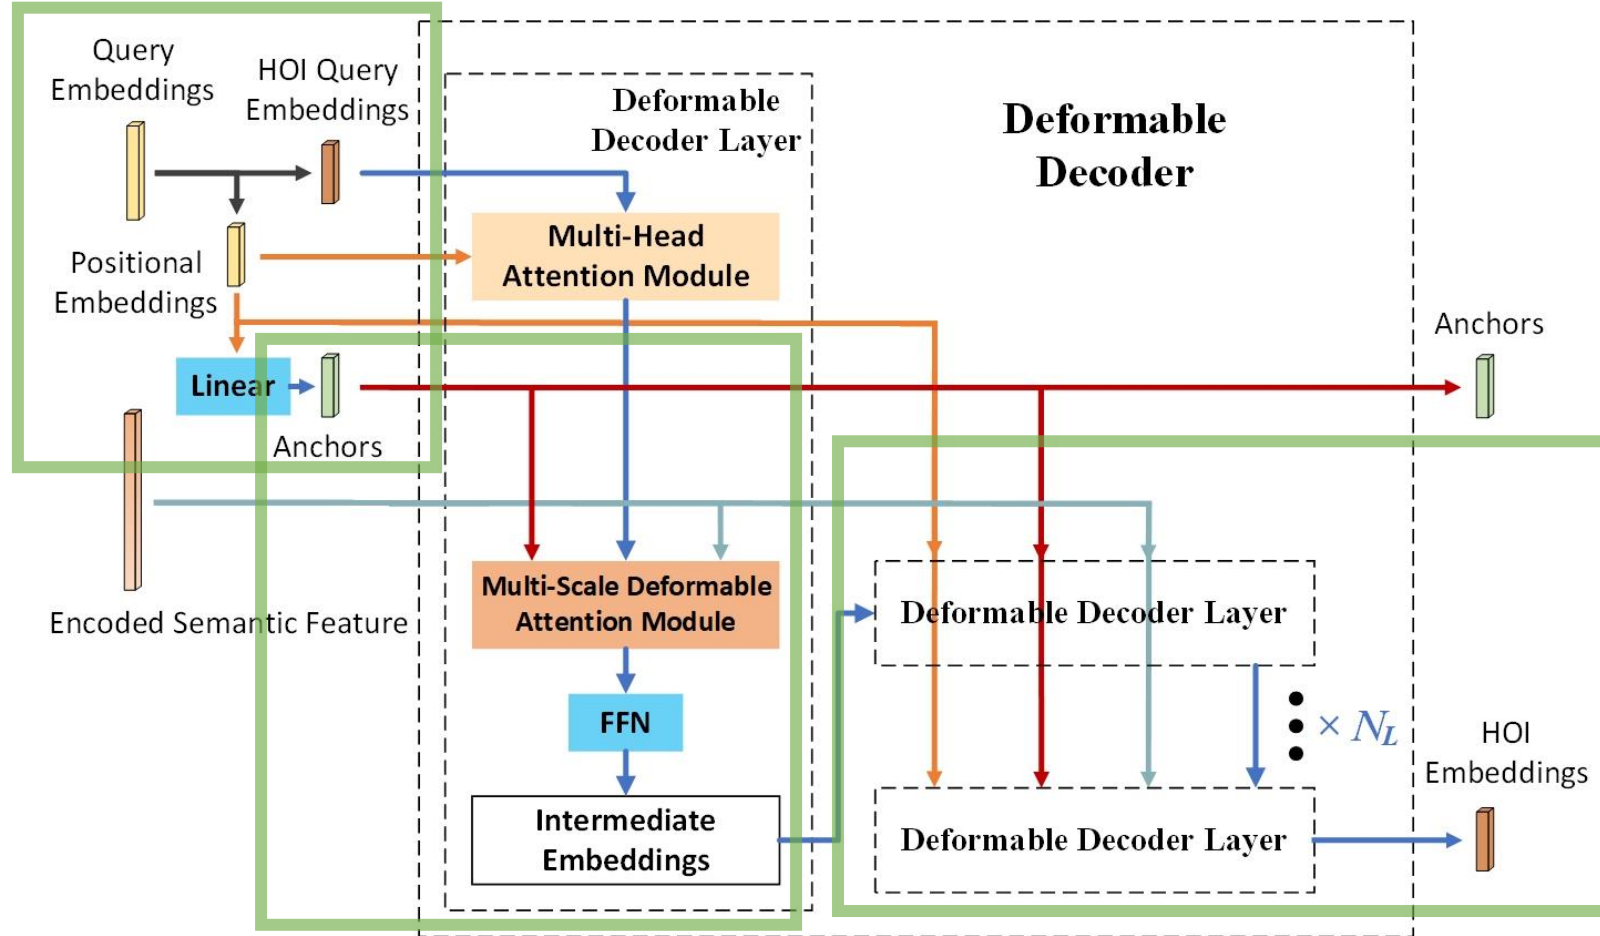 Query
Embeddings
HOI Query
Embeddings
Deformable
Decoder Layer
Deformable
Decoder
Multi-Head
Attention Module
Positional
Embeddings
Linear
Anchors
Anchors
Encoded Semantic Feature
Multi-Scale Deformable
Attention Module
FFN
Intermediate
Embeddings
Deformable Decoder Layer
× N_L
Deformable Decoder Layer
HOI
Embeddings